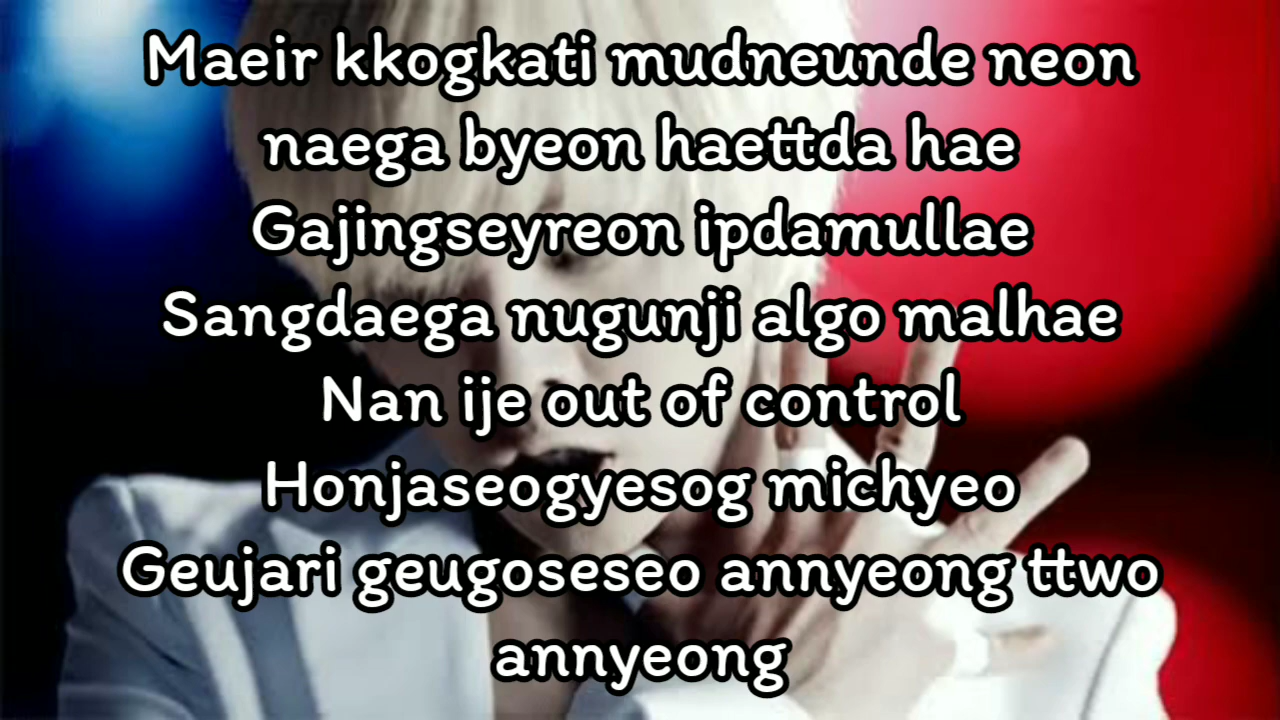 Maeir kkogkati mudneunde neon
naega byeon haettda hae
Gajingseyreon ipdamullae
Sangdaega nugunji algo malhae
Nan ije out of control
Honjaseogyesog michyeo
Geujari geugoseseo annyeong ttwo
annyeong